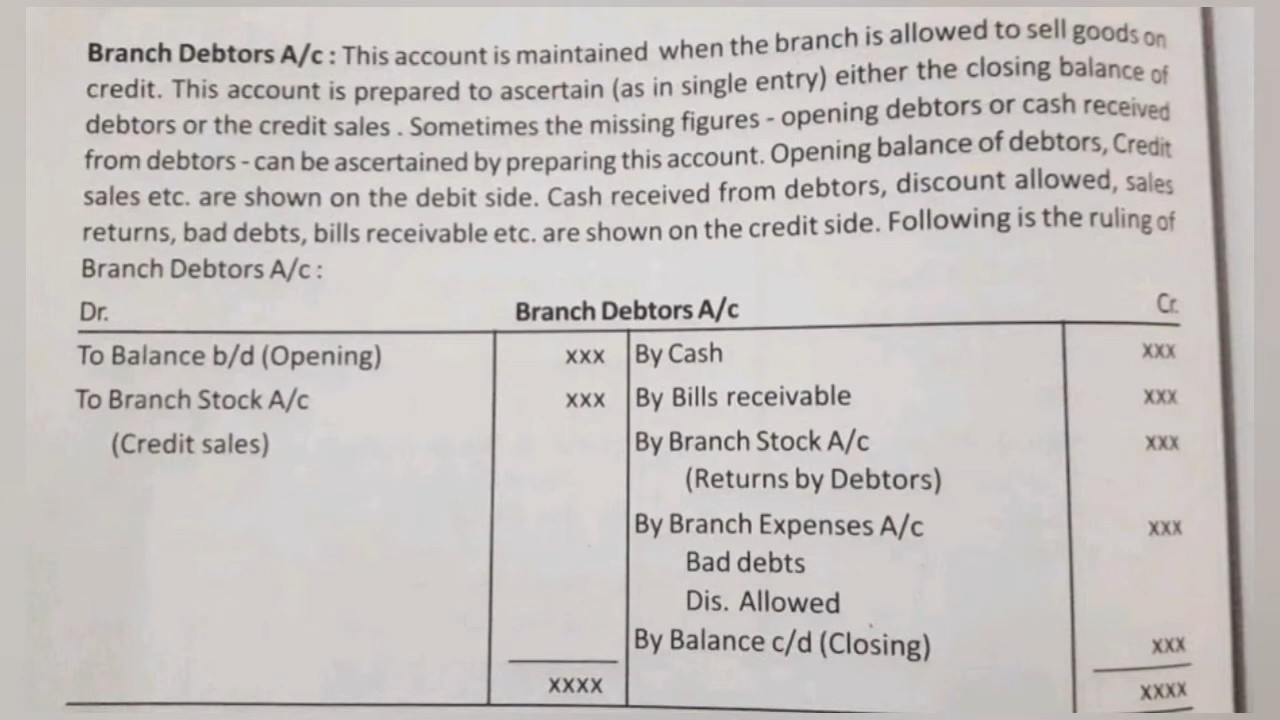 Branch Debtors A/c : This account is maintained when the branch is allowed to sell goods on
credit. This account is prepared to ascertain (as in single entry) either the closing balance of
debtors or the credit sales . Sometimes the missing figures - opening debtors or cash received
from debtors - can be ascertained by preparing this account. Opening balance of debtors, Credit
sales etc. are shown on the debit side. Cash received from debtors, discount allowed, sales
returns, bad debts, bills receivable etc. are shown on the credit side. Following is the ruling of
Branch Debtors A/c :
Dr. Branch Debtors A/c Cr.
To Balance b/d (Opening) xxx By Cash xxx
To Branch Stock A/c xxx By Bills receivable xxx
(Credit sales) By Branch Stock A/c xxx
(Returns by Debtors)
By Branch Expenses A/c xxx
Bad debts
Dis. Allowed
By Balance c/d (Closing) xxx
xxxx xxxx